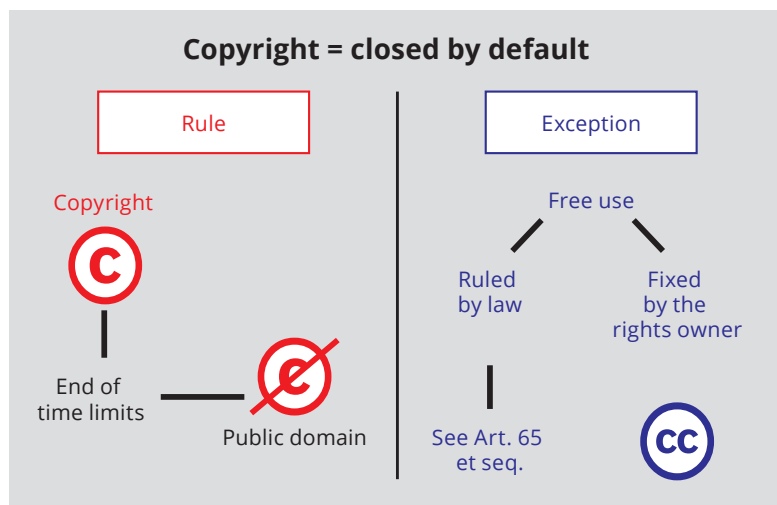 Copyright = closed by default
Rule
Copyright
C
End of
time limits
C
Public domain
Exception
Free use
Ruled
by law
Fixed
by the
rights owner
See Art. 65
et seq.
CC